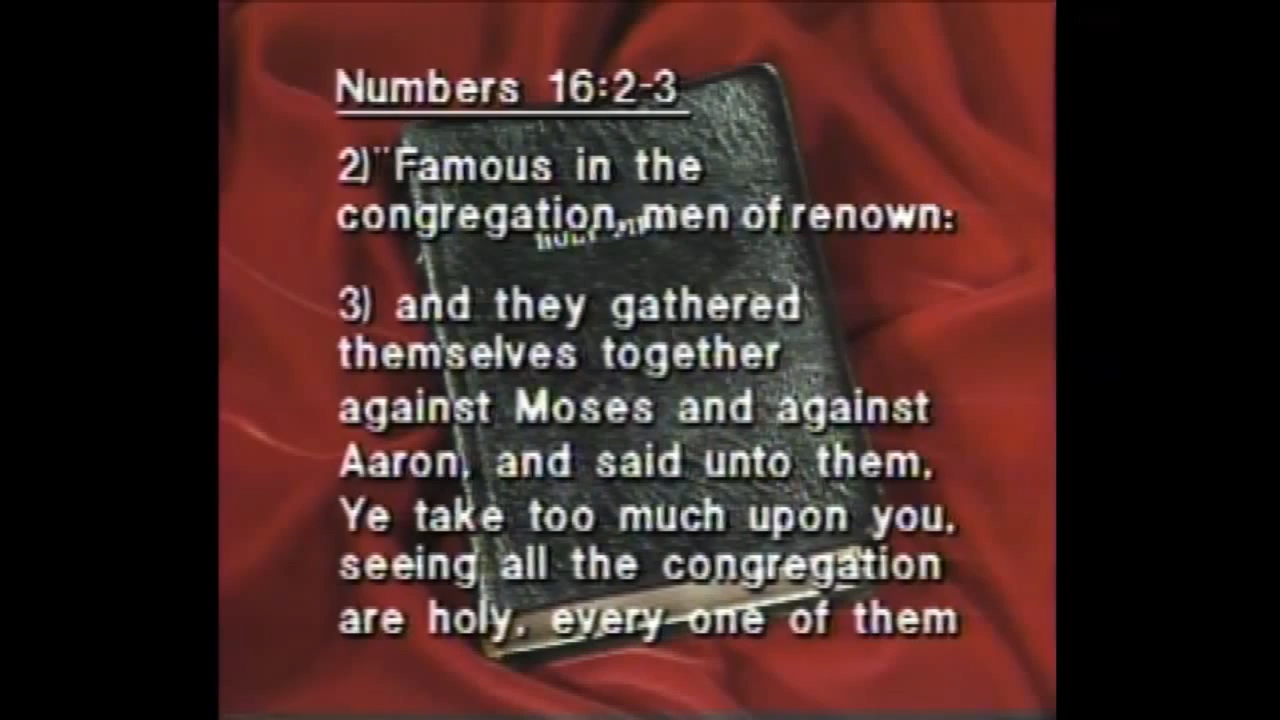 Numbers 16:2-3
2)"Famous in the
congregation, men of renown:
3) and they gathered
themselves together
against Moses and against
Aaron, and said unto them,
Ye take too much upon you,
seeing all the congregation
are holy, every one of them
HOLY